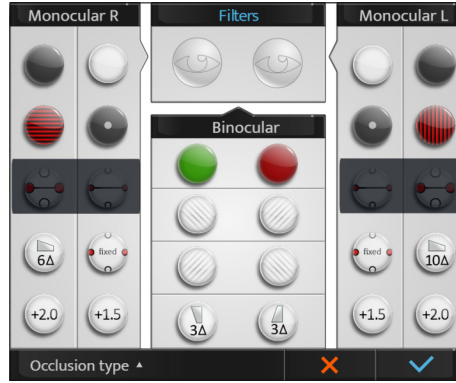 Monocular R
Filters
Monocular L
Binocular
6Δ
fixed
fixed
10Δ
+2.0
+1.5
3Δ
3Δ
+1.5
+2.0
Occlusion type ▲